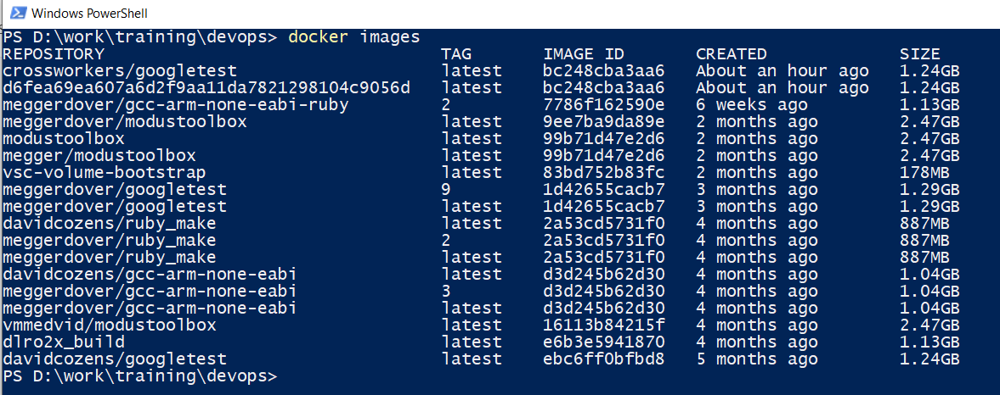 Windows PowerShell
PS D:\work\training\devops> docker images
REPOSITORY TAG IMAGE ID CREATED SIZE
crossworkers/googletest latest bc248cba3aa6 About an hour ago 1.24GB
d6fea69ea607a6d2f9aa11da7821298104c9056d latest bc248cba3aa6 About an hour ago 1.24GB
meggerdover/gcc-arm-none-eabi-ruby 2 7786f162590e 6 weeks ago 1.13GB
meggerdover/modustoolbox latest 9ee7ba9da89e 2 months ago 2.47GB
modustoolbox latest 99b71d47e2d6 2 months ago 2.47GB
megger/modustoolbox latest 99b71d47e2d6 2 months ago 2.47GB
vsc-volume-bootstrap latest 83bd752b83fc 2 months ago 178MB
meggerdover/googletest 9 1d42655cacb7 3 months ago 1.29GB
meggerdover/googletest latest 1d42655cacb7 3 months ago 1.29GB
davidcozens/ruby_make latest 2a53cd5731f0 4 months ago 887MB
meggerdover/ruby_make 2 2a53cd5731f0 4 months ago 887MB
meggerdover/ruby_make latest 2a53cd5731f0 4 months ago 887MB
davidcozens/gcc-arm-none-eabi latest d3d245b62d30 4 months ago 1.04GB
meggerdover/gcc-arm-none-eabi 3 d3d245b62d30 4 months ago 1.04GB
meggerdover/gcc-arm-none-eabi latest d3d245b62d30 4 months ago 1.04GB
vmmedvid/modustoolbox latest 16113b84215f 4 months ago 2.47GB
dlro2x_build latest e6b3e5941870 4 months ago 1.13GB
davidcozens/googletest latest ebc6ff0bfbd8 5 months ago 1.24GB
PS D:\work\training\devops>